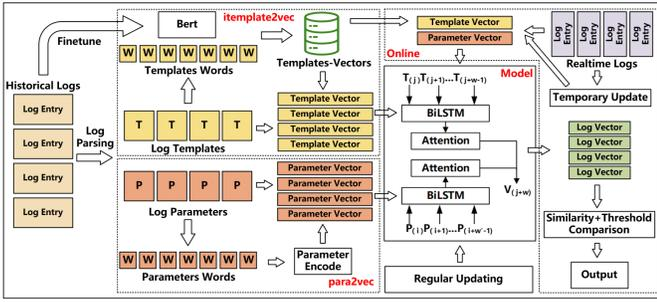 Finetune
Bert
itemplate2vec
W W W W W W W
Templates Words
Templates-Vectors
Historical Logs
Log Entry
Log Entry
Log Entry
Log Entry
Log Parsing
T T T T
Log Templates
Template Vector
Template Vector
Template Vector
Template Vector
P P P P
Log Parameters
Parameter Vector
Parameter Vector
Parameter Vector
Parameter Vector
W W W W W W W
Parameters Words
Parameter
Encode
para2vec
Template Vector
Parameter Vector
Online
Model
T(j)T(j+1)...T(j+w-1)
BiLSTM
Attention
Attention
BiLSTM
V(j+w)
P(i)P(i+1)...P(i+w'-1)
Regular Updating
Log Entry
Log Entry
Log Entry
Log Entry
Realtime Logs
Temporary Update
Log Vector
Log Vector
Log Vector
Log Vector
Similarity+Threshold
Comparison
Output